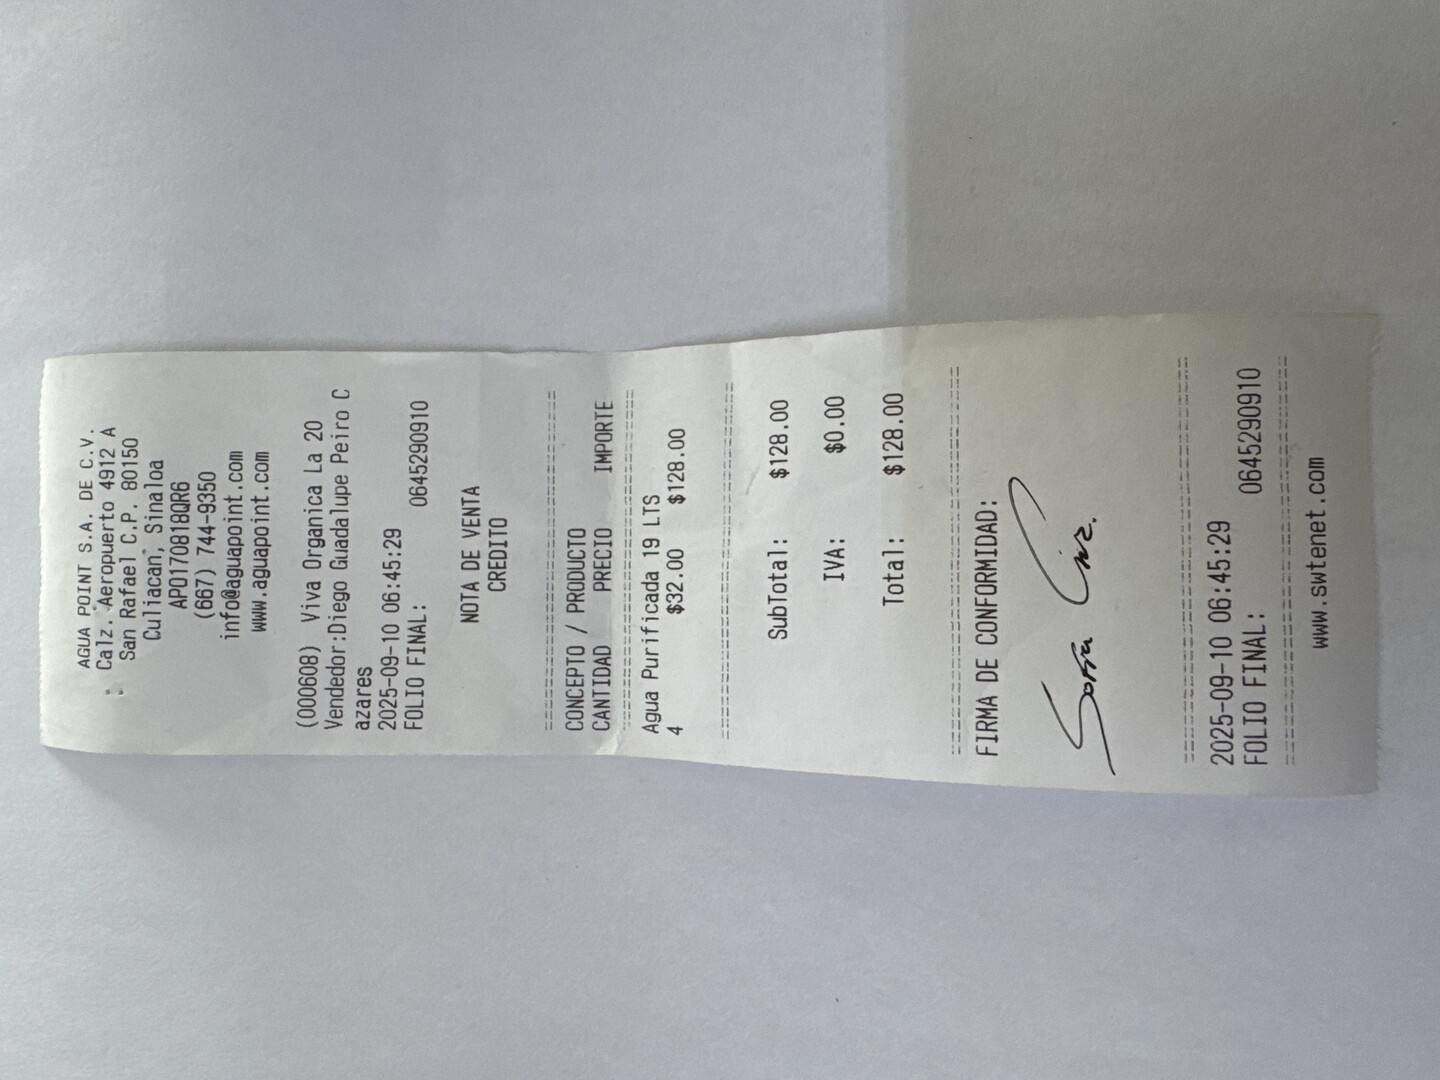 AGUA POINT S.A. DE C.V.
Calz. Aeropuerto 4912 A
San Rafael C.P. 80150
Culiacan, Sinaloa
APO170818QR6
(667) 744-9350
info@aguapoint.com
www.aguapoint.com
(000608) Viva Organica La 20
Vendedor:Diego Guadalupe Peiro C
azares
2025-09-10 06:45:29
FOLIO FINAL: 0645290910
NOTA DE VENTA
CREDITO
================================
CONCEPTO / PRODUCTO
CANTIDAD PRECIO IMPORTE
================================
Agua Purificada 19 LTS
4 $32.00 $128.00
================================
SubTotal: $128.00
IVA: $0.00
Total: $128.00
================================
FIRMA DE CONFORMIDAD:
Sofia
================================
2025-09-10 06:45:29
FOLIO FINAL: 0645290910
================================
www.swtenet.com